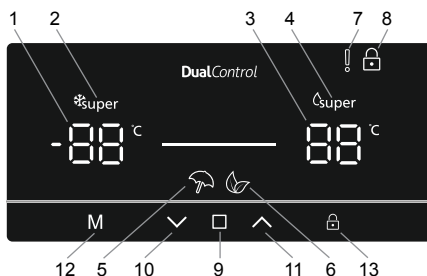 1 2 3 4 7 8
DualControl
super super
-88 °C 88 °C
M
12 5 10 9 11 6 13